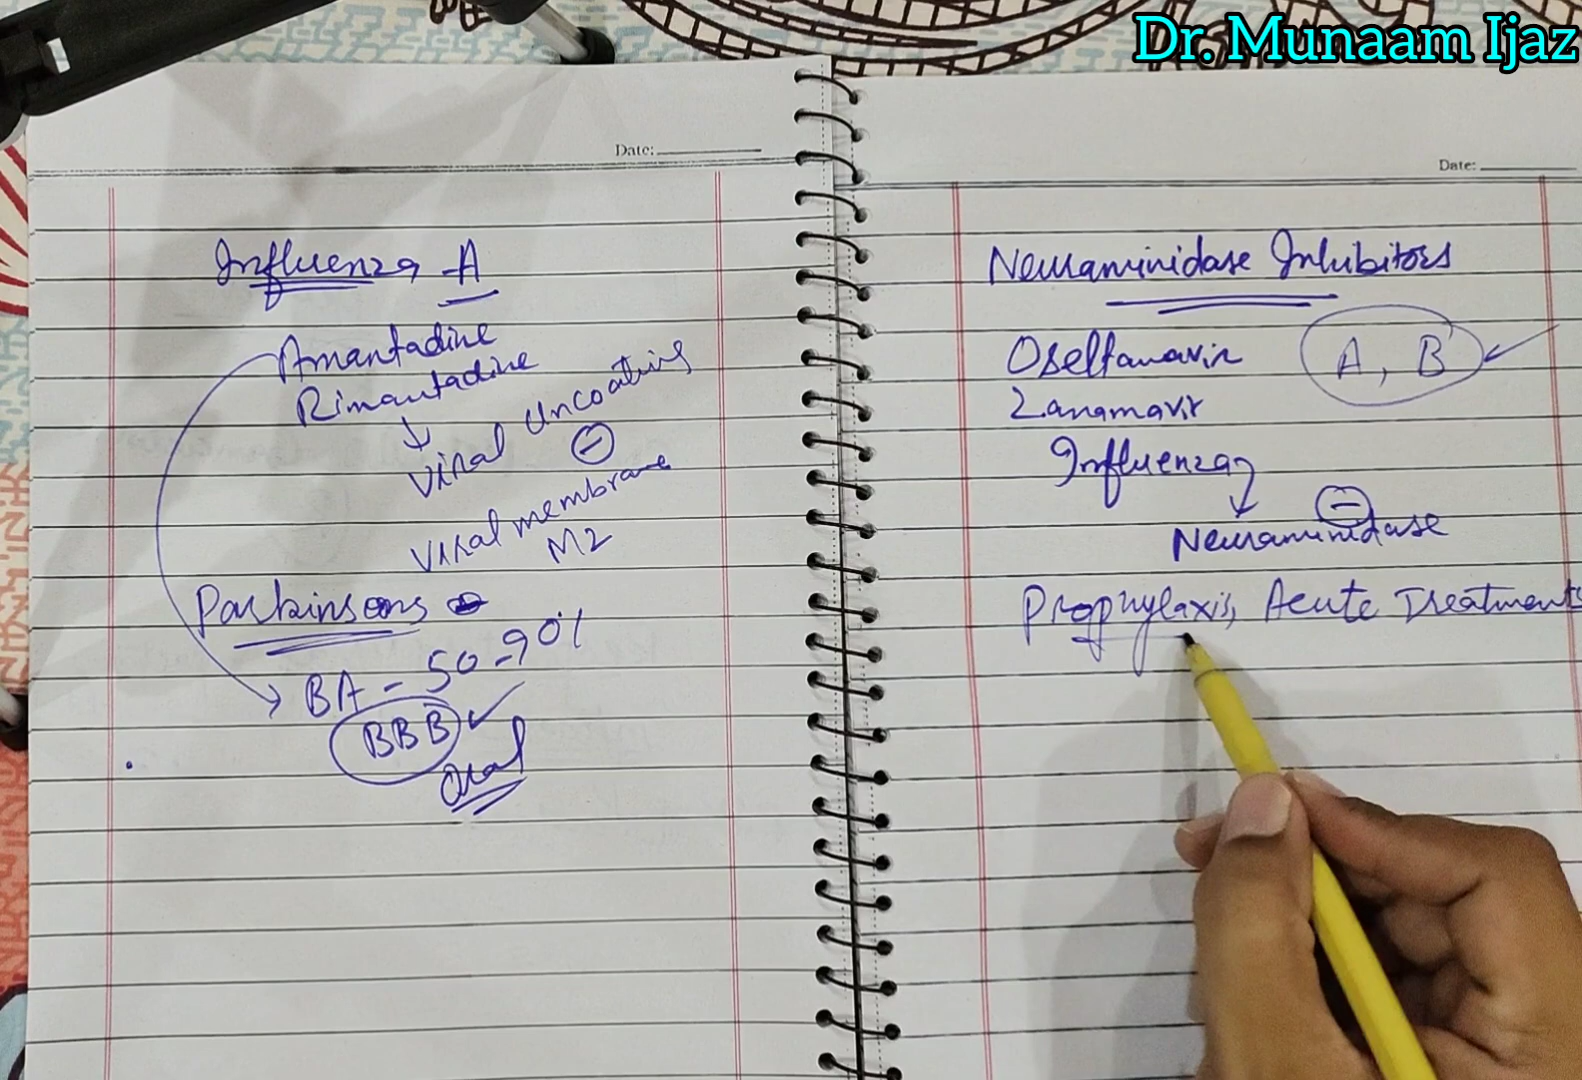 Dr. Munaam Ijaz
Date:
Influenza - A
Amantadine
Rimantadine
Viral Uncoating
Viral membrane
M2
Parkinsons
BA - 50-90%
BBB
Oral
Date:
Neuraminidase Inhibitors
Oseltamavir A, B
Zanamavir
Influenza
Neuraminidase
Prophylaxis, Acute Treatments